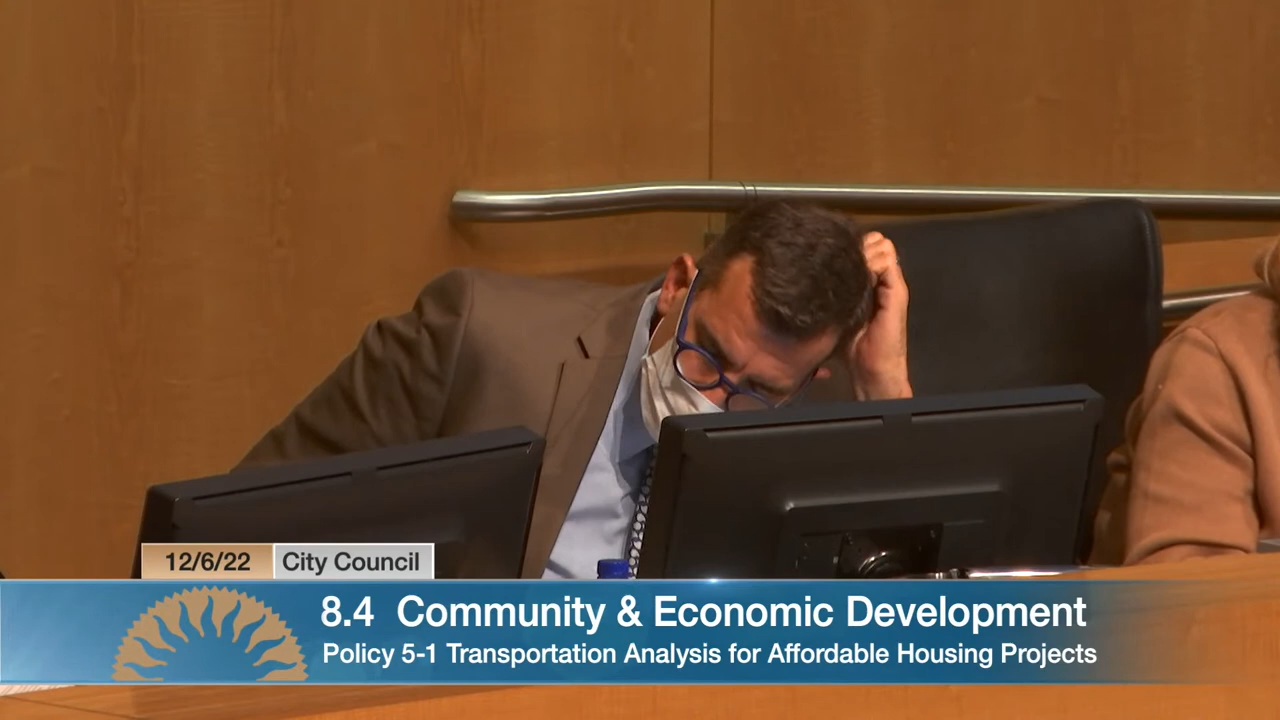 12/6/22 City Council
8.4 Community & Economic Development
Policy 5-1 Transportation Analysis for Affordable Housing Projects